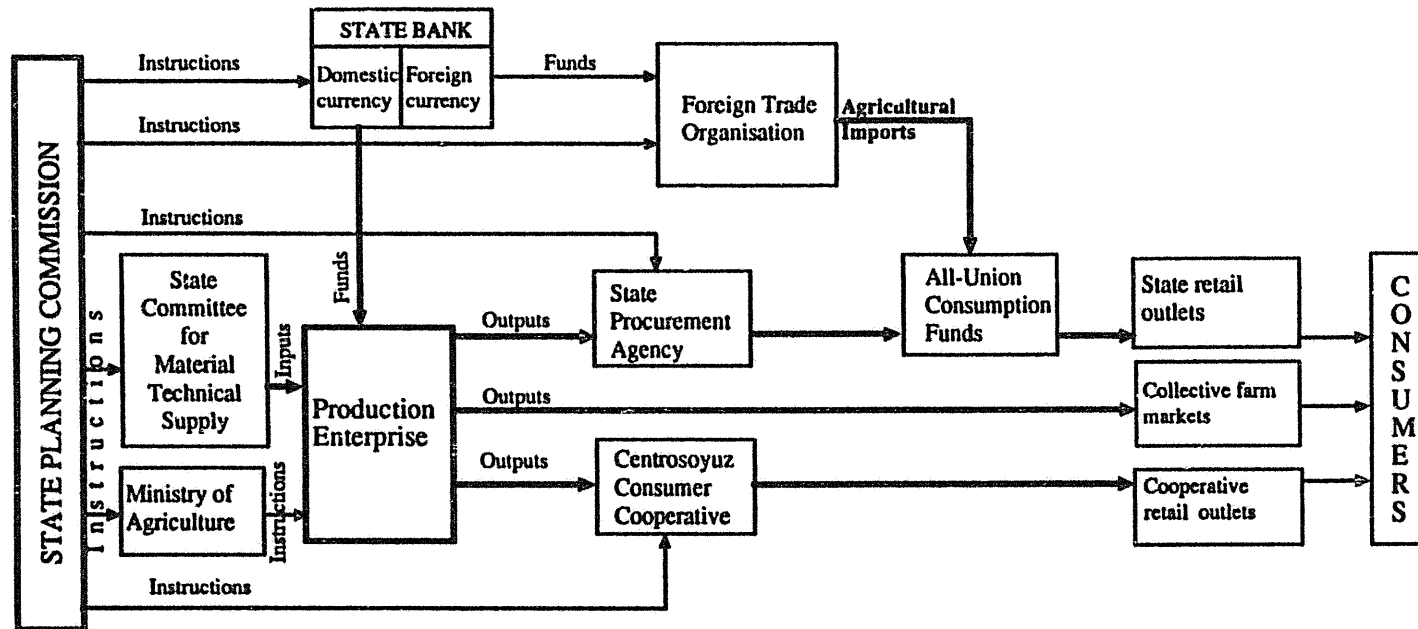 STATE PLANNING COMMISSION
STATE BANK
Domestic
currency
Foreign
currency
Instructions
Funds
Foreign Trade
Organisation
Agricultural
Imports
Instructions
Instructions
Funds
State
Committee
for
Material
Technical
Supply
Instructions
Inputs
Production
Enterprise
Outputs
State
Procurement
Agency
All-Union
Consumption
Funds
State retail
outlets
CONSUMERS
Outputs
Collective farm
markets
Ministry of
Agriculture
Instructions
Outputs
Centrosoyuz
Consumer
Cooperative
Cooperative
retail outlets
Instructions